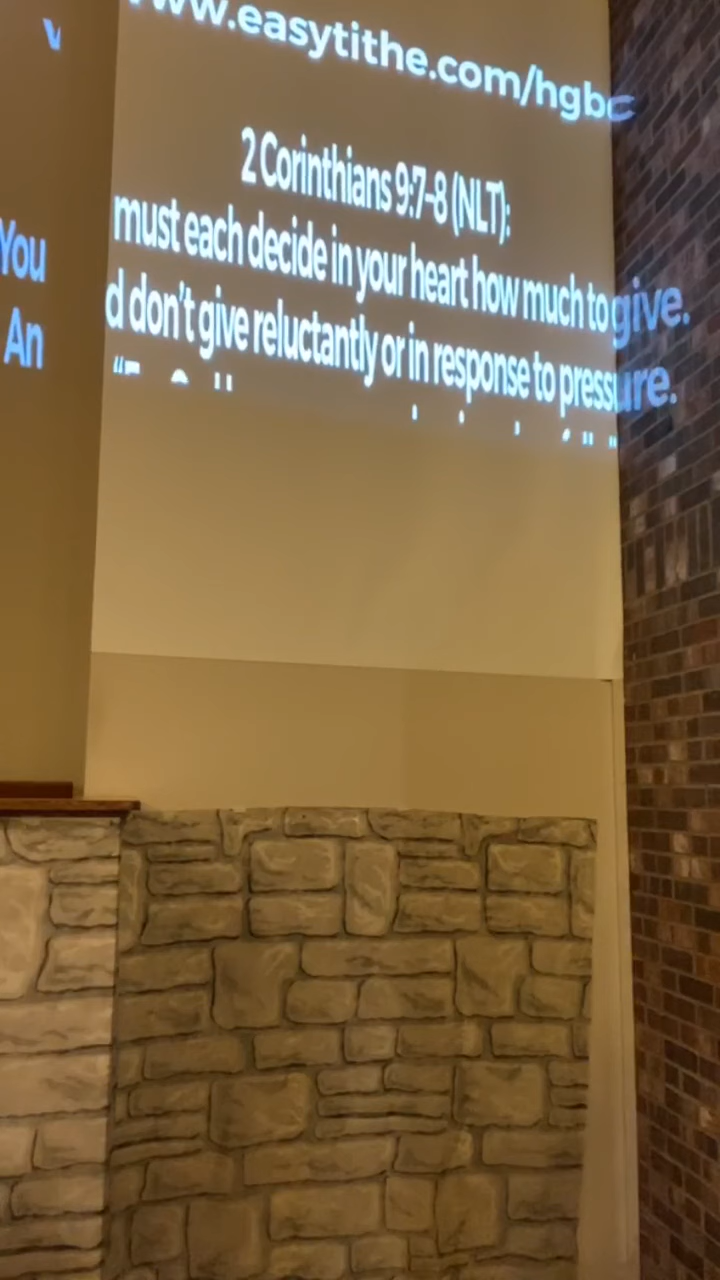 www.easytithe.com/hgbc
2 Corinthians 9:7-8 (NLT):
You must each decide in your heart how much to give.
And don't give reluctantly or in response to pressure.